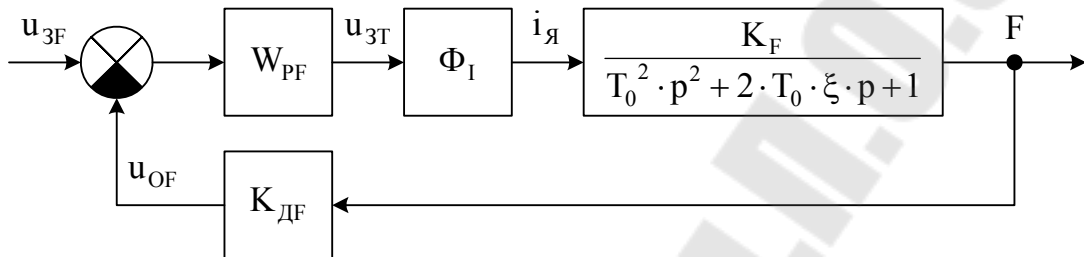 u_ЗF
W_PF
u_ЗТ
Φ_I
i_Я
K_F
T_0^2 · p^2 + 2 · T_0 · ξ · p + 1
F
u_OF
K_ДF